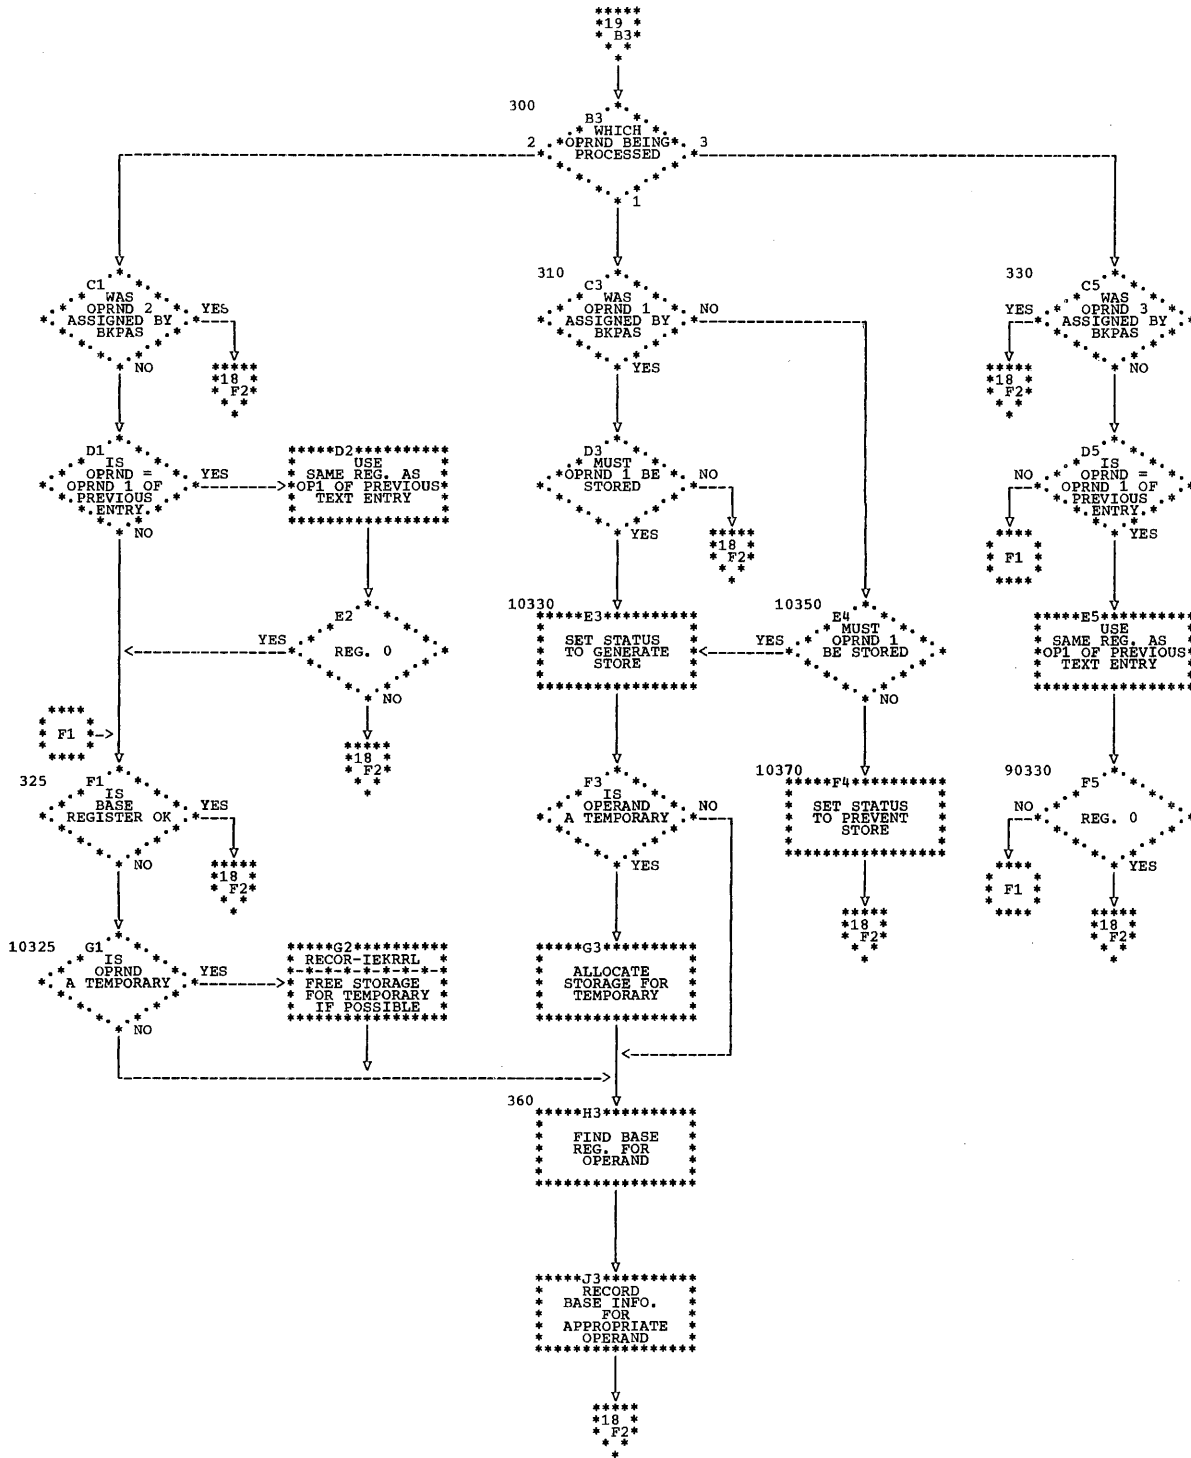 19
B3
300
B3
WHICH
OPRND BEING
PROCESSED
2
3
1
C1
WAS
OPRND 2
ASSIGNED BY
BKPAS
YES
NO
18
F2
310
C3
WAS
OPRND 1
ASSIGNED BY
BKPAS
NO
YES
330
C5
WAS
OPRND 3
ASSIGNED BY
BKPAS
YES
NO
18
F2
D1
IS
OPRND =
OPRND 1 OF
PREVIOUS
ENTRY
YES
NO
D2
USE
SAME REG. AS
OP1 OF PREVIOUS
TEXT ENTRY
D3
MUST
OPRND 1 BE
STORED
NO
YES
18
F2
D5
IS
OPRND =
OPRND 1 OF
PREVIOUS
ENTRY
NO
YES
F1
E2
REG. 0
YES
NO
18
F2
10330
E3
SET STATUS
TO GENERATE
STORE
10350
E4
MUST
OPRND 1
BE STORED
YES
NO
E5
USE
SAME REG. AS
OP1 OF PREVIOUS
TEXT ENTRY
F1
325
F1
IS
BASE
REGISTER OK
YES
NO
18
F2
F3
IS
OPERAND
A TEMPORARY
NO
YES
10370
F4
SET STATUS
TO PREVENT
STORE
18
F2
90330
F5
REG. 0
NO
YES
F1
18
F2
10325
G1
IS
OPRND
A TEMPORARY
YES
NO
G2
RECOR-IEKRRL
FREE STORAGE
FOR TEMPORARY
IF POSSIBLE
G3
ALLOCATE
STORAGE FOR
TEMPORARY
360
H3
FIND BASE
REG. FOR
OPERAND
J3
RECORD
BASE INFO.
FOR
APPROPRIATE
OPERAND
18
F2